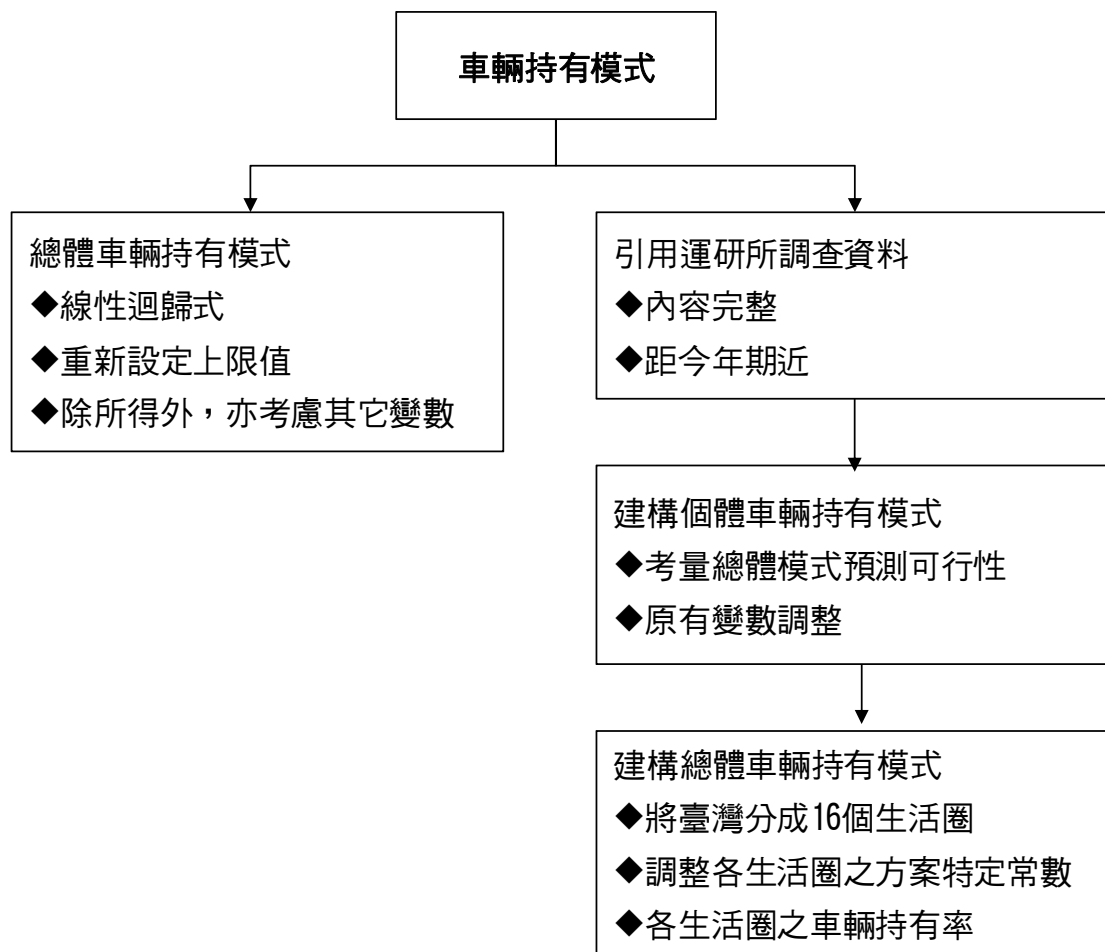 車輛持有模式
總體車輛持有模式
◆線性迴歸式
◆重新設定上限值
◆除所得外，亦考慮其它變數
引用運研所調查資料
◆內容完整
◆距今年期近
建構個體車輛持有模式
◆考量總體模式預測可行性
◆原有變數調整
建構總體車輛持有模式
◆將臺灣分成16個生活圈
◆調整各生活圈之方案特定常數
◆各生活圈之車輛持有率